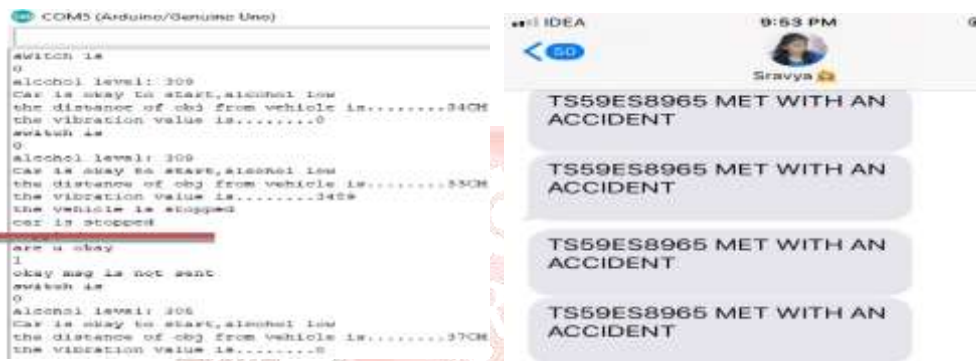 COM5 (Arduino/Genuino Uno)
switch is
0
alcohol level: 309
Car is okay to start,alcohol low
the distance of obj from vehicle is........34CM
the vibration value is........0
switch is
0
alcohol level: 309
Car is okay to start,alcohol low
the distance of obj from vehicle is........CM
the vibration value is........
the vehicle is stopped
car is stopped
are u okay
1
okay msg is not sent
switch is
0
alcohol level: 305
Car is okay to start,alcohol low
the distance of obj from vehicle is........37CM
the vibration value is........0
IDEA 9:53 PM
50
Sravya
TS59ES8965 MET WITH AN
ACCIDENT
TS59ES8965 MET WITH AN
ACCIDENT
TS59ES8965 MET WITH AN
ACCIDENT
TS59ES8965 MET WITH AN
ACCIDENT